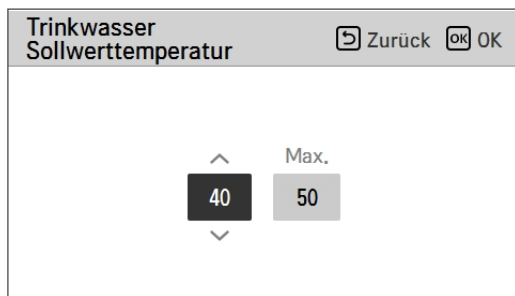 Trinkwasser
Sollwerttemperatur
Zurück OK OK
Max.
40 50